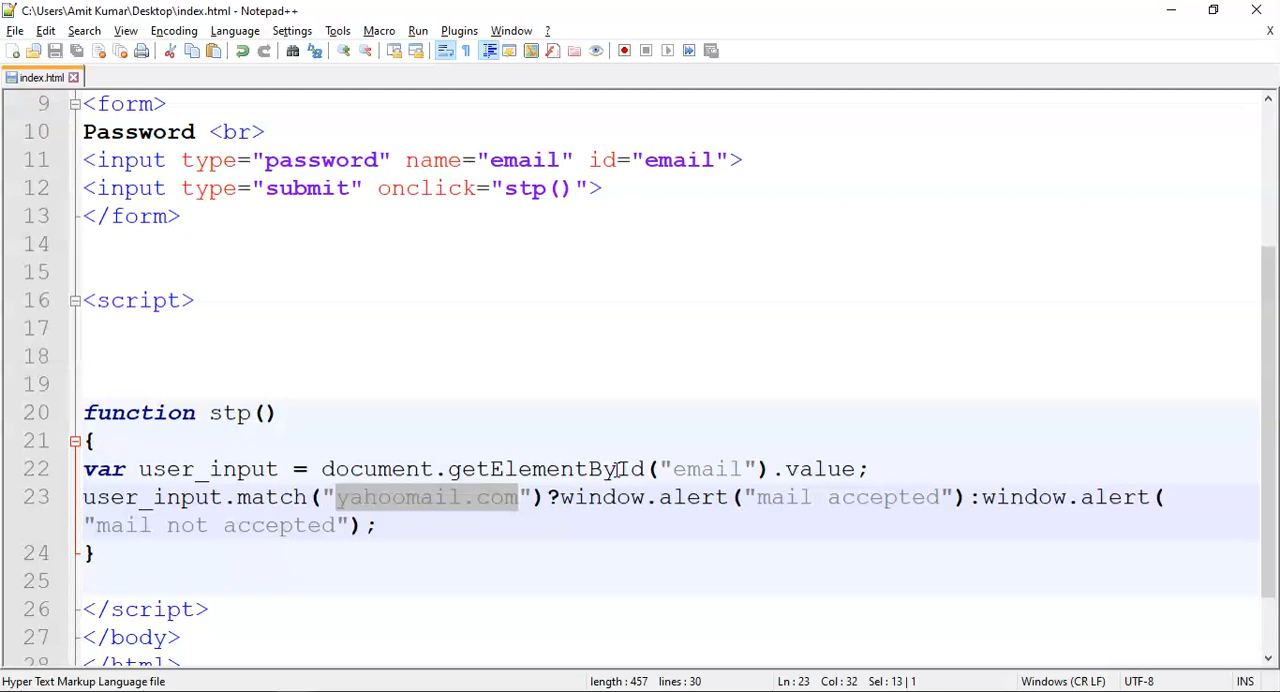 C:\Users\Amit Kumar\Desktop\index.html - Notepad++
File Edit Search View Encoding Language Settings Tools Macro Run Plugins Window ? X
index.html
9 <form>
10 Password <br>
11 <input type="password" name="email" id="email">
12 <input type="submit" onclick="stp()">
13 </form>
14
15
16 <script>
17
18
19
20 function stp()
21 {
22 var user_input = document.getElementById("email").value;
23 user_input.match("yahoomail.com")?window.alert("mail accepted"):window.alert(
"mail not accepted");
24 }
25
26 </script>
27 </body>
28 </html>
Hyper Text Markup Language file length : 457 lines : 30 Ln : 23 Col : 32 Sel : 13 | 1 Windows (CR LF) UTF-8 INS